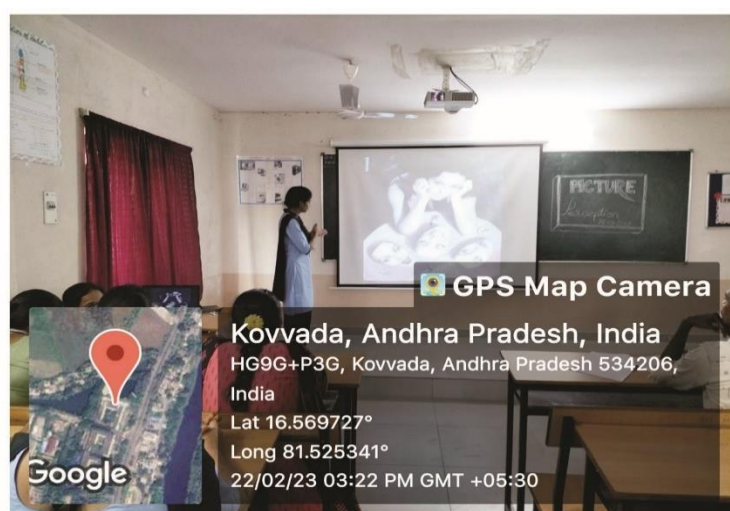 PICTURE
Perception
GPS Map Camera
Kovvada, Andhra Pradesh, India
HG9G+P3G, Kovvada, Andhra Pradesh 534206,
India
Lat 16.569727°
Long 81.525341°
22/02/23 03:22 PM GMT +05:30
Google